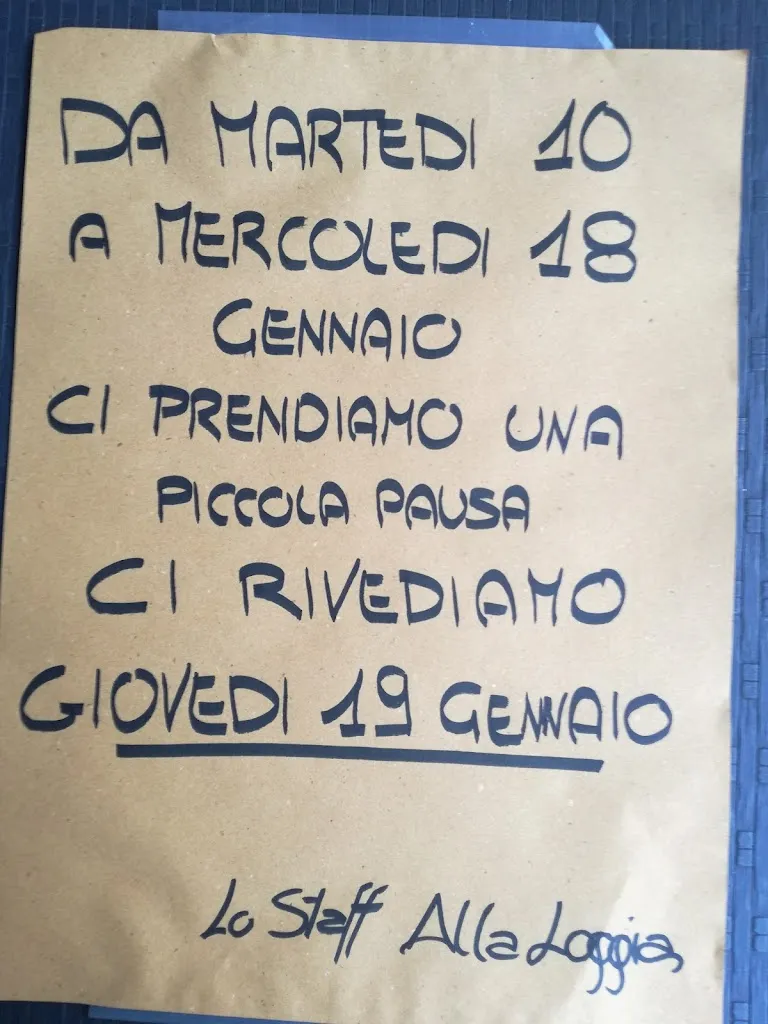 DA MARTEDI 10
A MERCOLEDI 18
GENNAIO
CI PRENDIAMO UNA
PICCOLA PAUSA
CI RIVEDIAMO
GIOVEDI 19 GENNAIO
Lo Staff Alla Loggia